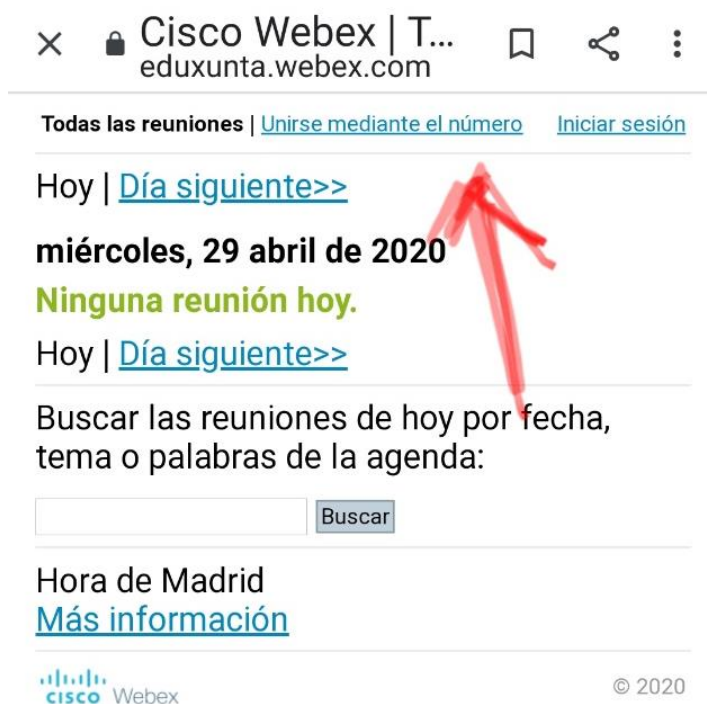 Cisco Webex | T...
eduxunta.webex.com
Todas las reuniones | Unirse mediante el número Iniciar sesión
Hoy | Día siguiente>>
miércoles, 29 abril de 2020
Ninguna reunión hoy.
Hoy | Día siguiente>>
Buscar las reuniones de hoy por fecha,
tema o palabras de la agenda:
Buscar
Hora de Madrid
Más información
CISCO Webex © 2020